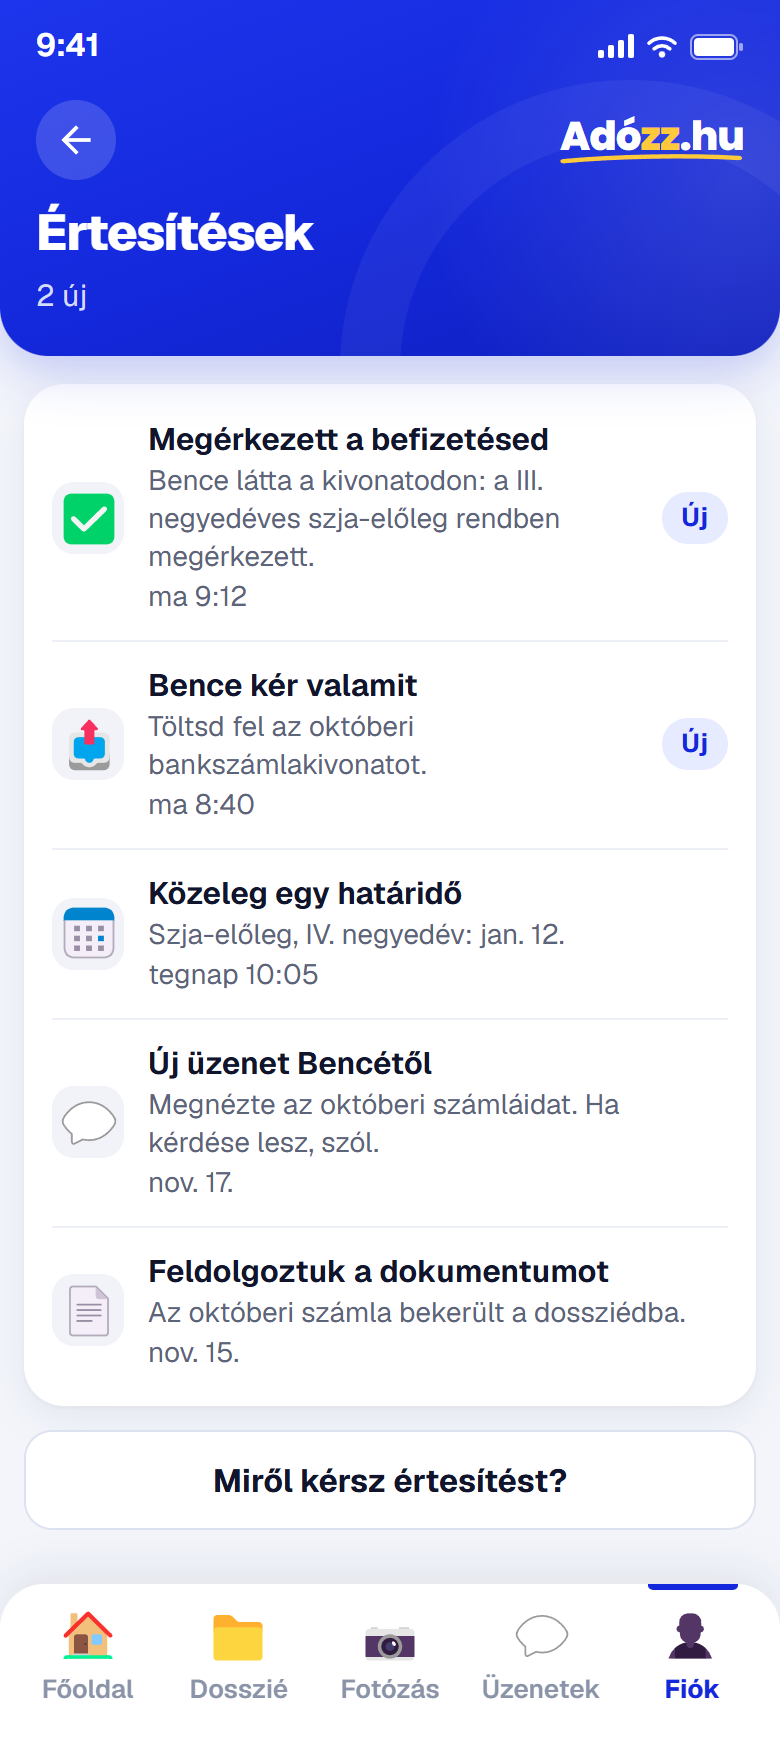 9:41
Adózz.hu
Értesítések
2 új
Megérkezett a befizetésed
Bence látta a kivonatodon: a III.
negyedéves szja-előleg rendben
megérkezett.
ma 9:12
Új
Bence kér valamit
Töltsd fel az októberi
bankszámlakivonatot.
ma 8:40
Új
Közeleg egy határidő
Szja-előleg, IV. negyedév: jan. 12.
tegnap 10:05
Új üzenet Bencétől
Megnézte az októberi számláidat. Ha
kérdése lesz, szól.
nov. 17.
Feldolgoztuk a dokumentumot
Az októberi számla bekerült a dossziédba.
nov. 15.
Miről kérsz értesítést?
Főoldal
Dosszié
Fotózás
Üzenetek
Fiók